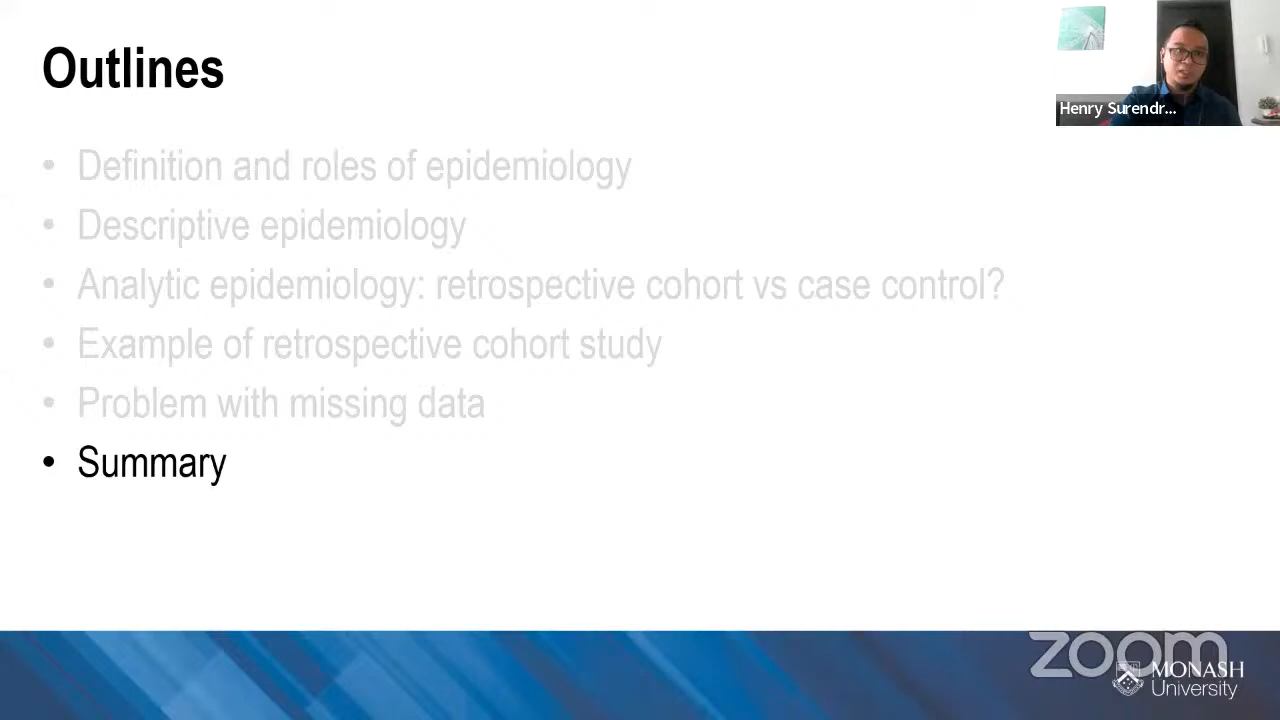 Outlines
Henry Surendr...
• Definition and roles of epidemiology
• Descriptive epidemiology
• Analytic epidemiology: retrospective cohort vs case control?
• Example of retrospective cohort study
• Problem with missing data
• Summary
zoom
MONASH
University